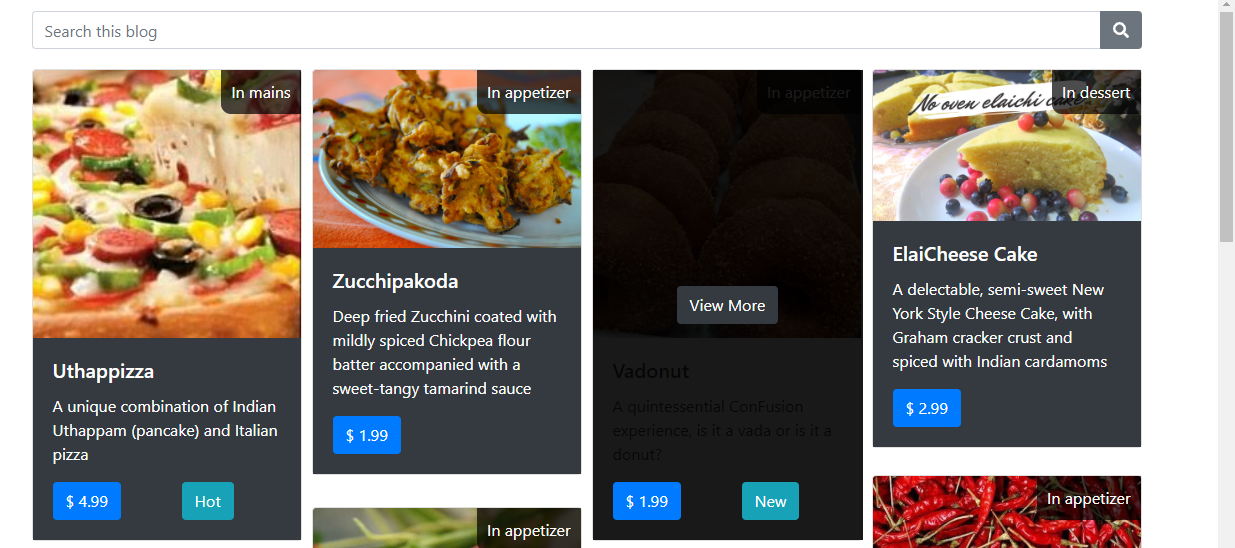 Search this blog
In mains
Uthappizza
A unique combination of Indian
Uthappam (pancake) and Italian
pizza
$ 4.99
Hot
In appetizer
Zucchipakoda
Deep fried Zucchini coated with
mildly spiced Chickpea flour
batter accompanied with a
sweet-tangy tamarind sauce
$ 1.99
In appetizer
In appetizer
View More
Vadonut
A quintessential ConFusion
experience, is it a vada or is it a
donut?
$ 1.99
New
In dessert
No oven elaichi cake
ElaiCheese Cake
A delectable, semi-sweet New
York Style Cheese Cake, with
Graham cracker crust and
spiced with Indian cardamoms
$ 2.99
In appetizer